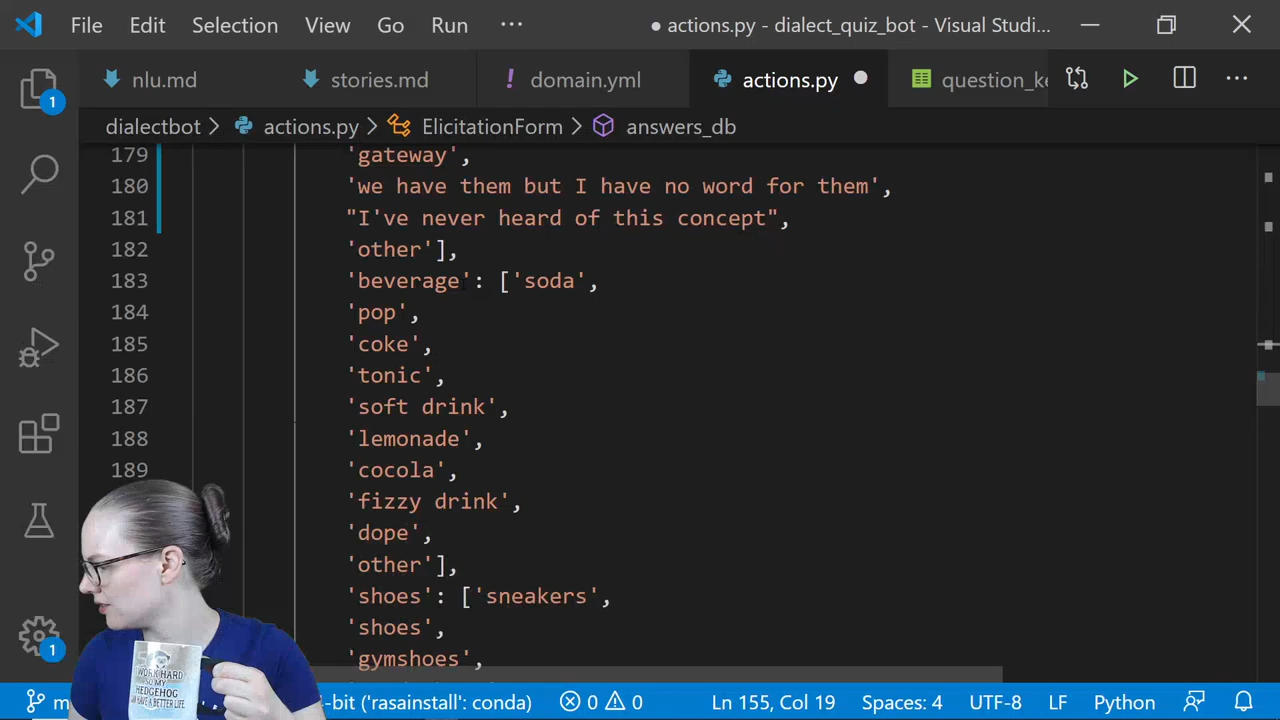 File Edit Selection View Go Run ··· ● actions.py - dialect_quiz_bot - Visual Studi...
nlu.md stories.md ! domain.yml actions.py ● question_ke ···
dialectbot > actions.py > ElicitationForm > answers_db
179 'gateway',
180 'we have them but I have no word for them',
181 "I've never heard of this concept",
182 'other'],
183 'beverage': ['soda',
184 'pop',
185 'coke',
186 'tonic',
187 'soft drink',
188 'lemonade',
189 'cocola',
'fizzy drink',
'dope',
'other'],
'shoes': ['sneakers',
'shoes',
'gymshoes',
1
1
I WORK HARD
SO MY
HEDGEHOG
HAVE A BETTER LIFE
m -bit ('rasainstall': conda) 0 0 Ln 155, Col 19 Spaces: 4 UTF-8 LF Python